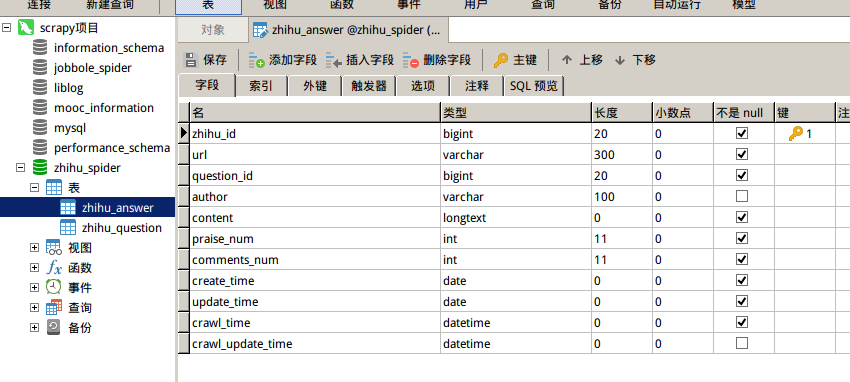 连接 新建查询 表 视图 函数 事件 用户 查询 备份 自动运行 模型
scrapy项目
information_schema
jobbole_spider
liblog
mooc_information
mysql
performance_schema
zhihu_spider
表
zhihu_answer
zhihu_question
视图
fx 函数
事件
查询
备份
对象 zhihu_answer @zhihu_spider (...
保存 添加字段 插入字段 删除字段 主键 上移 下移
字段 索引 外键 触发器 选项 注释 SQL 预览
名 类型 长度 小数点 不是 null 键 注
zhihu_id bigint 20 0 1
url varchar 300 0
question_id bigint 20 0
author varchar 100 0
content longtext 0 0
praise_num int 11 0
comments_num int 11 0
create_time date 0 0
update_time date 0 0
crawl_time datetime 0 0
crawl_update_time datetime 0 0